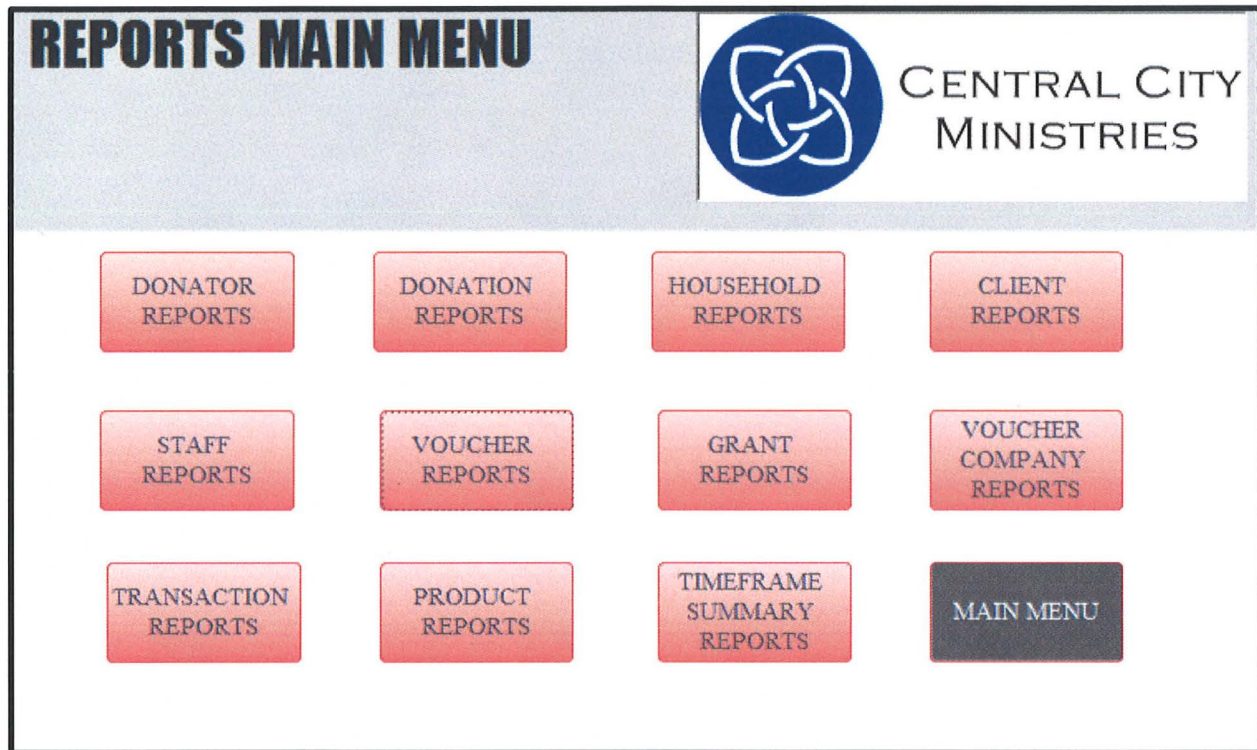 REPORTS MAIN MENU
CENTRAL CITY
MINISTRIES
DONATOR
REPORTS
DONATION
REPORTS
HOUSEHOLD
REPORTS
CLIENT
REPORTS
STAFF
REPORTS
VOUCHER
REPORTS
GRANT
REPORTS
VOUCHER
COMPANY
REPORTS
TRANSACTION
REPORTS
PRODUCT
REPORTS
TIMEFRAME
SUMMARY
REPORTS
MAIN MENU